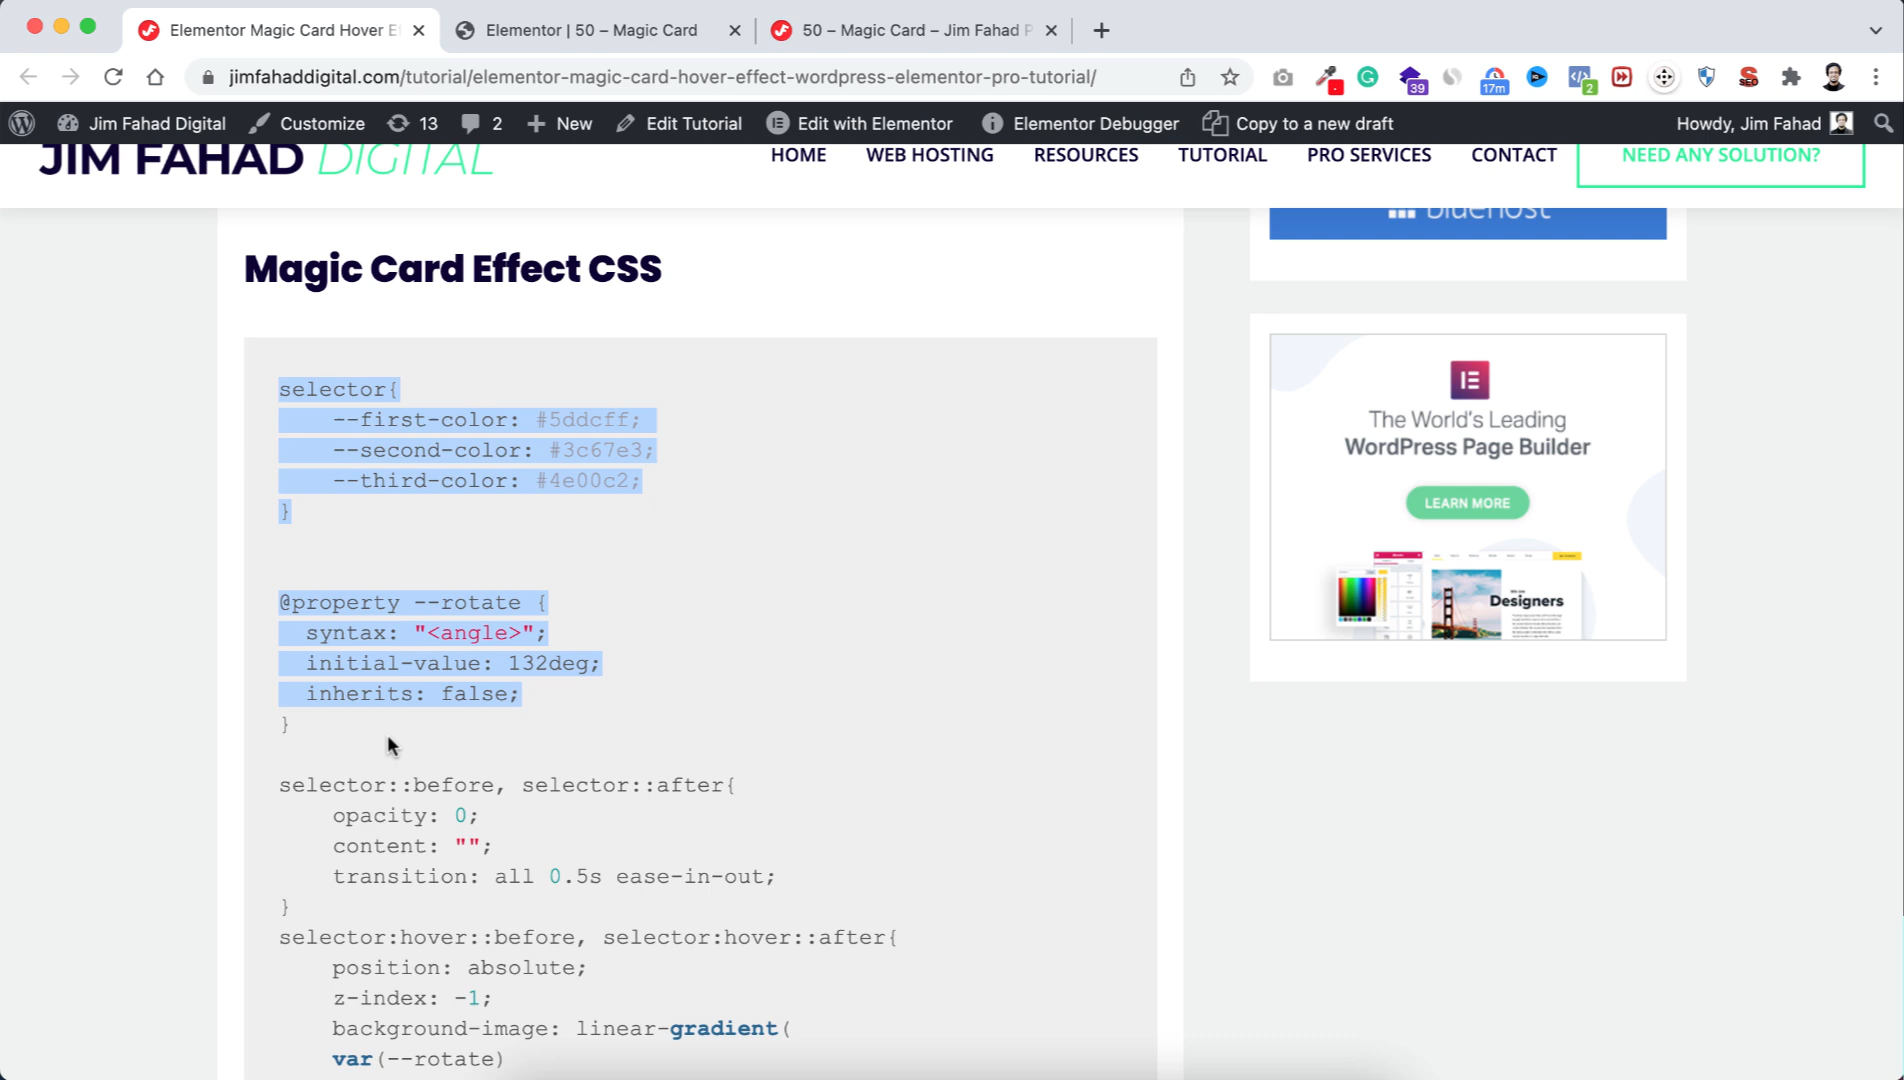 Elementor Magic Card Hover E
Elementor | 50 – Magic Card
50 – Magic Card – Jim Fahad P
jimfahaddigital.com/tutorial/elementor-magic-card-hover-effect-wordpress-elementor-pro-tutorial/
39
17m
2
SEO
Jim Fahad Digital
Customize
13
2
New
Edit Tutorial
Edit with Elementor
Elementor Debugger
Copy to a new draft
Howdy, Jim Fahad
JIM FAHAD DIGITAL
HOME
WEB HOSTING
RESOURCES
TUTORIAL
PRO SERVICES
CONTACT
NEED ANY SOLUTION?
bluehost
Magic Card Effect CSS
selector{
--first-color: #5ddcff;
--second-color: #3c67e3;
--third-color: #4e00c2;
}
@property --rotate {
syntax: "<angle>";
initial-value: 132deg;
inherits: false;
}
selector::before, selector::after{
opacity: 0;
content: "";
transition: all 0.5s ease-in-out;
}
selector:hover::before, selector:hover::after{
position: absolute;
z-index: -1;
background-image: linear-gradient(
var(--rotate)
The World's Leading
WordPress Page Builder
LEARN MORE
Designers